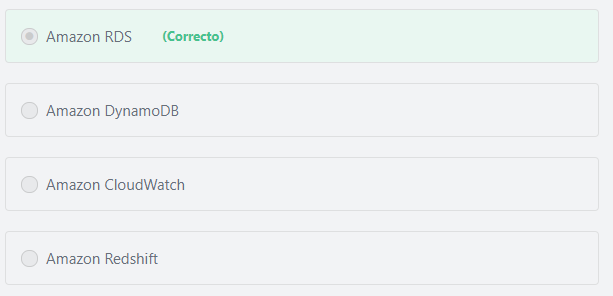 Amazon RDS (Correcto)
Amazon DynamoDB
Amazon CloudWatch
Amazon Redshift